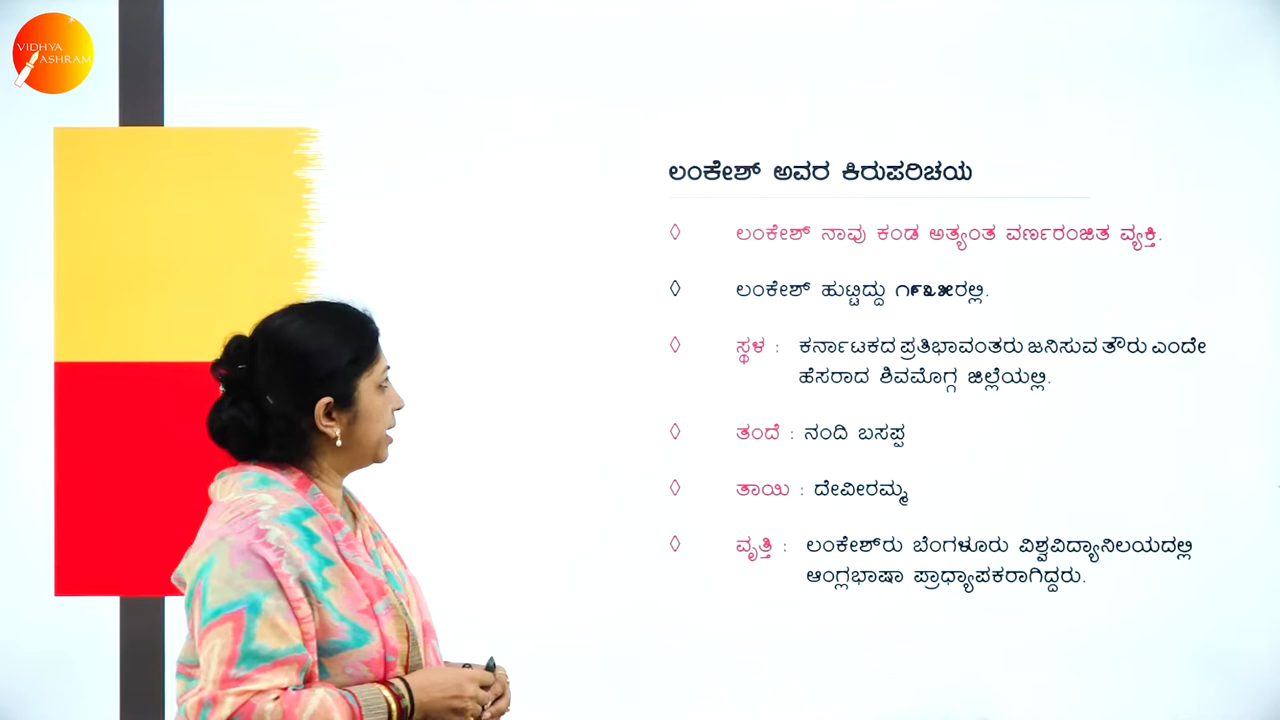 VIDHYA
ASHRAM
ಲಂಕೇಶ್ ಅವರ ಕಿರುಪರಿಚಯ
◊ ಲಂಕೇಶ್ ನಾವು ಕಂಡ ಅತ್ಯಂತ ವರ್ಣರಂಜಿತ ವ್ಯಕ್ತಿ.
◊ ಲಂಕೇಶ್ ಹುಟ್ಟಿದ್ದು ೧೯೩೫ರಲ್ಲಿ.
◊ ಸ್ಥಳ : ಕರ್ನಾಟಕದ ಪ್ರತಿಭಾವಂತರು ಜನಿಸುವ ತೌರು ಎಂದೇ
ಹೆಸರಾದ ಶಿವಮೊಗ್ಗ ಜಿಲ್ಲೆಯಲ್ಲಿ.
◊ ತಂದೆ : ನಂದಿ ಬಸಪ್ಪ
◊ ತಾಯಿ : ದೇವೀರಮ್ಮ
◊ ವೃತ್ತಿ : ಲಂಕೇಶ್‌ರು ಬೆಂಗಳೂರು ವಿಶ್ವವಿದ್ಯಾನಿಲಯದಲ್ಲಿ
ಆಂಗ್ಲಭಾಷಾ ಪ್ರಾಧ್ಯಾಪಕರಾಗಿದ್ದರು.